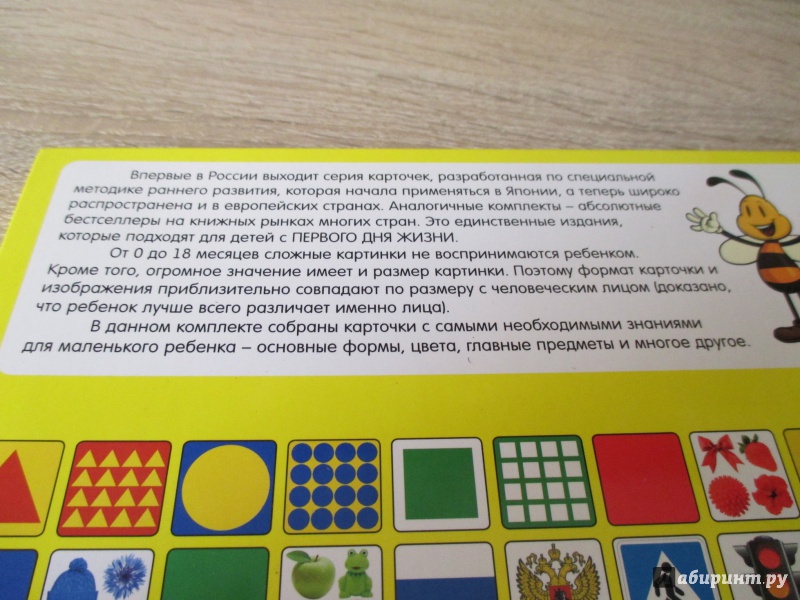 Впервые в России выходит серия карточек, разработанная по специальной
методике раннего развития, которая начала применяться в Японии, а теперь широко
распространена и в европейских странах. Аналогичные комплекты – абсолютные
бестселлеры на книжных рынках многих стран. Это единственные издания,
которые подходят для детей с ПЕРВОГО ДНЯ ЖИЗНИ.
От 0 до 18 месяцев сложные картинки не воспринимаются ребенком.
Кроме того, огромное значение имеет и размер картинки. Поэтому формат карточки и
изображения приблизительно совпадают по размеру с человеческим лицом (доказано,
что ребенок лучше всего различает именно лица).
В данном комплекте собраны карточки с самыми необходимыми знаниями
для маленького ребенка – основные формы, цвета, главные предметы и многое другое.
лабиринт.ру